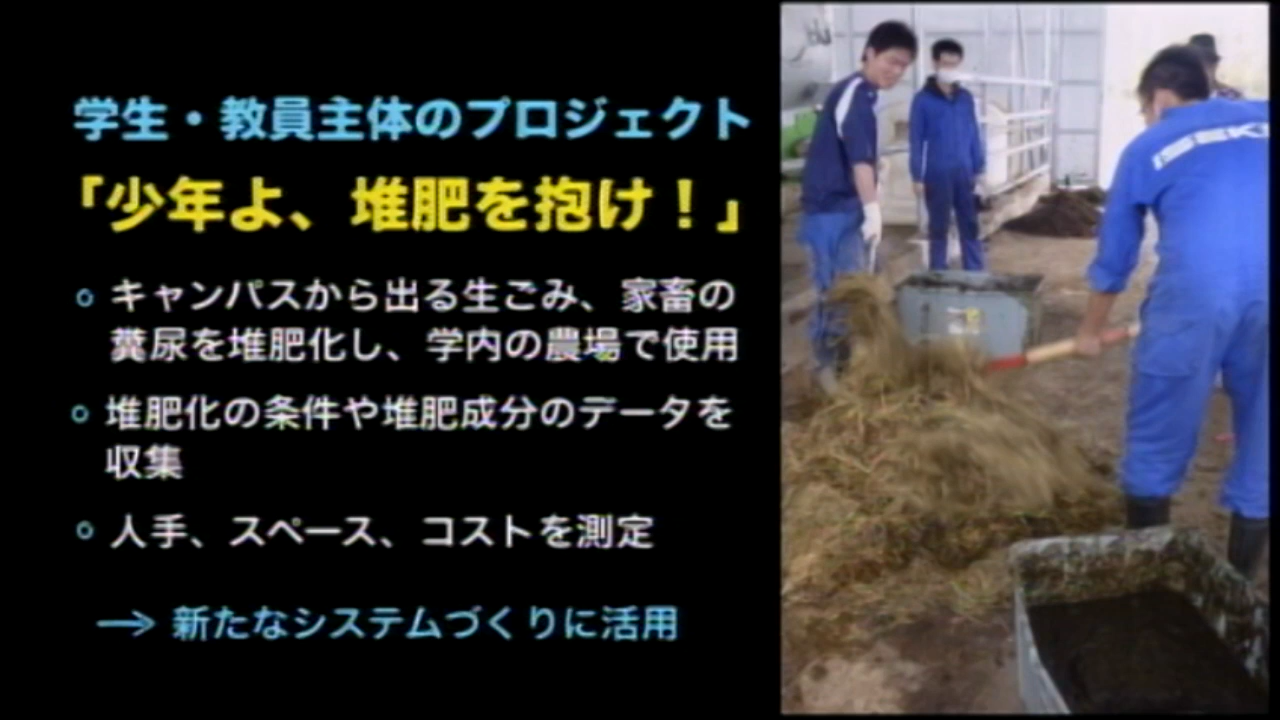 学生・教員主体のプロジェクト
「少年よ、堆肥を抱け！」
キャンパスから出る生ごみ、家畜の
糞尿を堆肥化し、学内の農場で使用
堆肥化の条件や堆肥成分のデータを
収集
人手、スペース、コストを測定
→ 新たなシステムづくりに活用
ISEKI